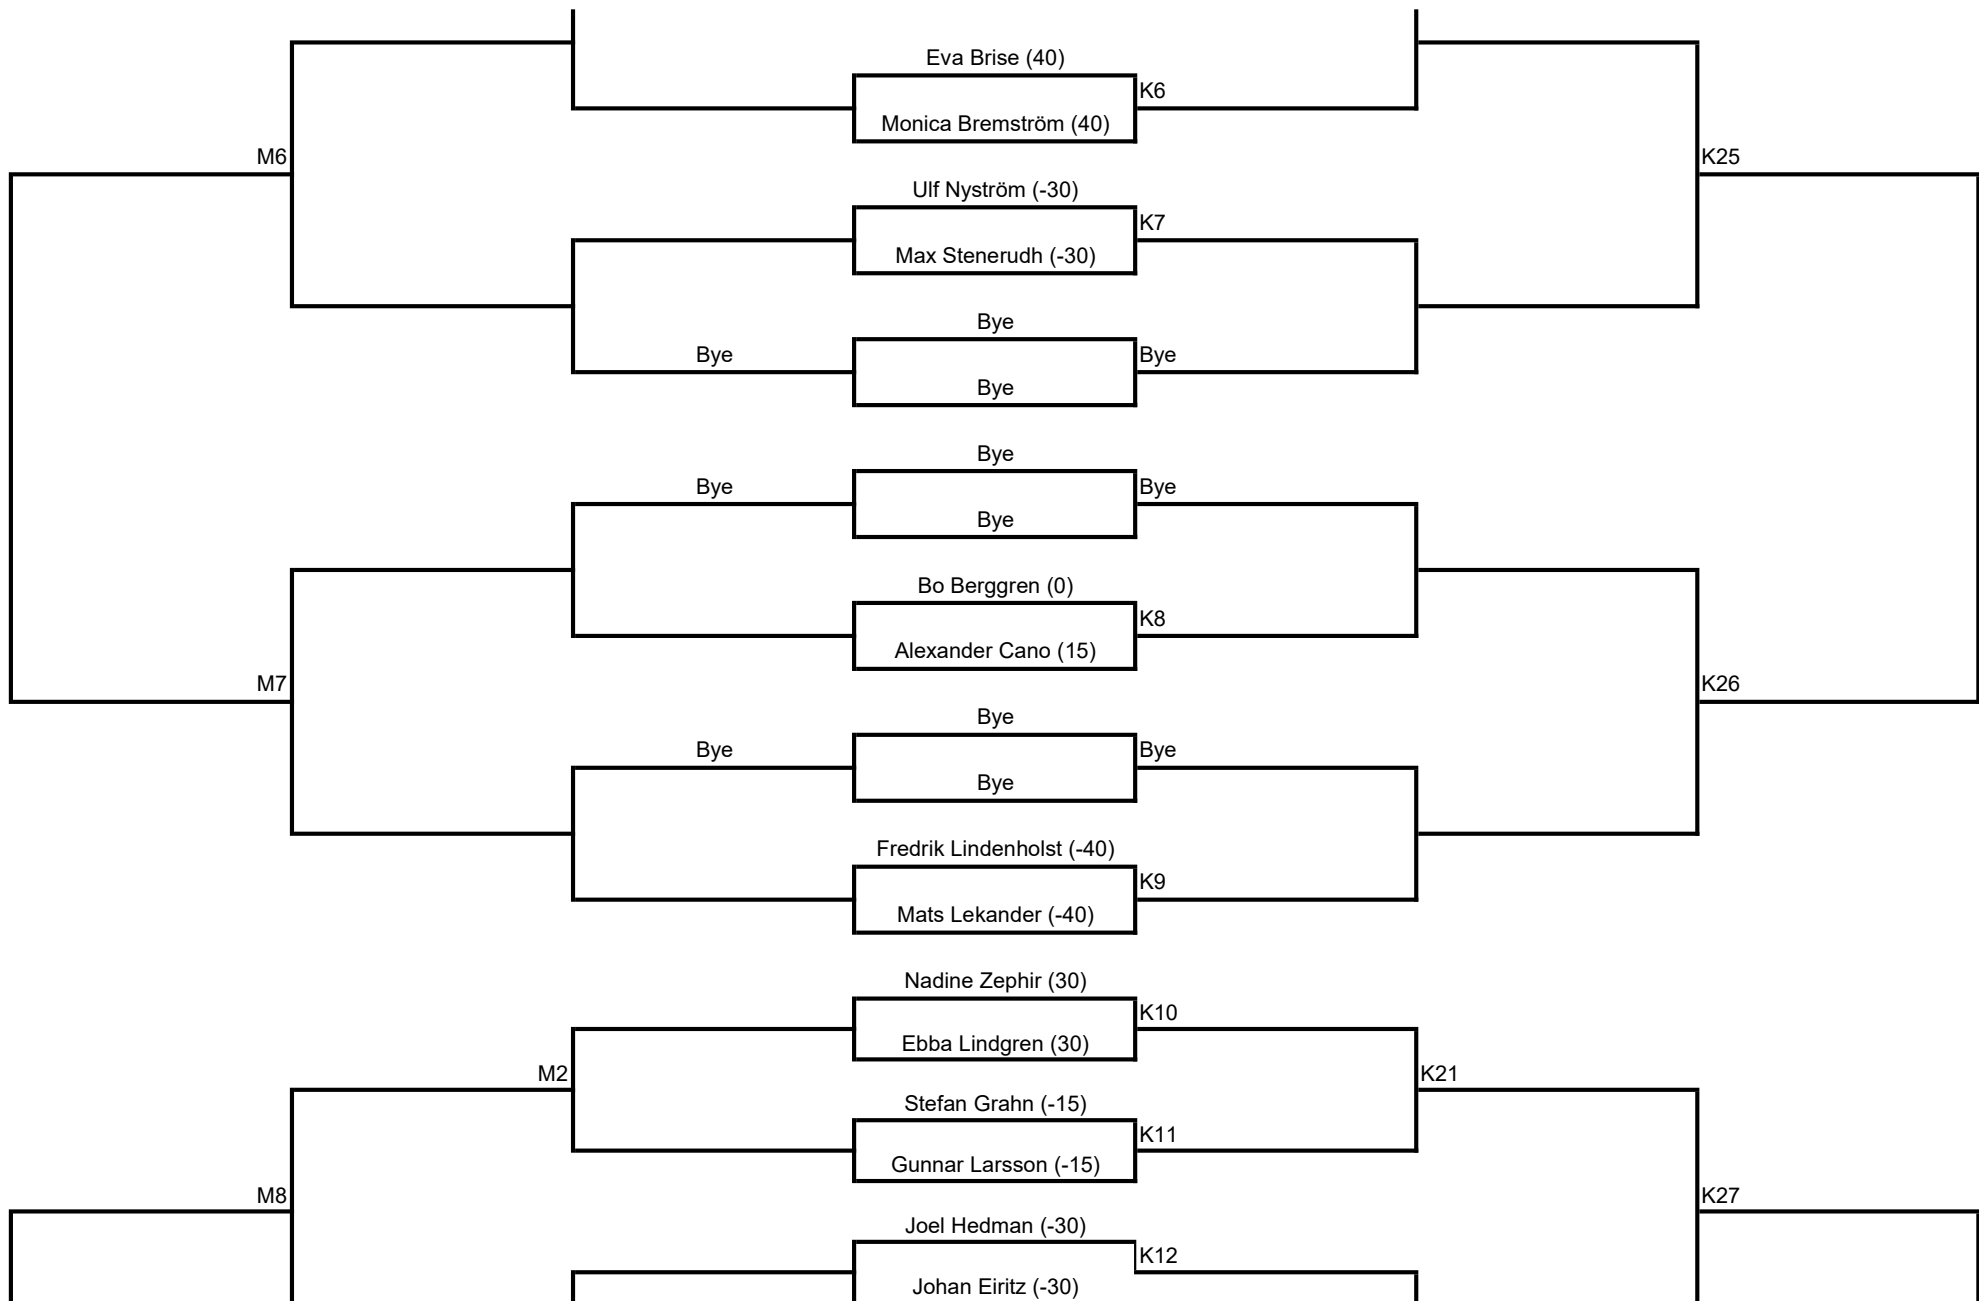 Eva Brise (40)
K6
Monica Bremström (40)
M6
K25
Ulf Nyström (-30)
K7
Max Stenerudh (-30)
Bye
Bye
Bye
Bye
Bye
Bye
Bye
Bye
Bo Berggren (0)
K8
Alexander Cano (15)
M7
K26
Bye
Bye
Bye
Bye
Fredrik Lindenholst (-40)
K9
Mats Lekander (-40)
Nadine Zephir (30)
K10
Ebba Lindgren (30)
M2
K21
Stefan Grahn (-15)
K11
Gunnar Larsson (-15)
M8
K27
Joel Hedman (-30)
K12
Johan Eiritz (-30)